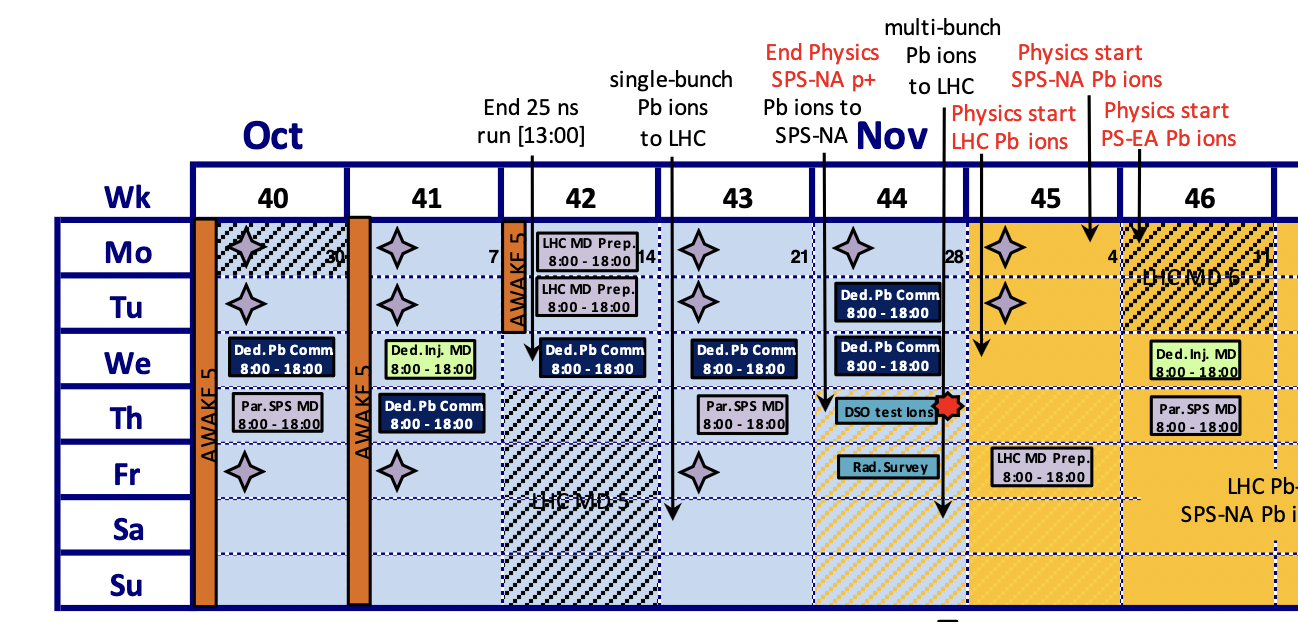 multi-bunch
Pb ions
to LHC
End Physics
SPS-NA p+
Pb ions to
SPS-NA
Physics start
SPS-NA Pb ions
single-bunch
Pb ions
to LHC
End 25 ns
run [13:00]
Physics start
LHC Pb ions
Physics start
PS-EA Pb ions
Oct
Nov
Wk 40 41 42 43 44 45 46
Mo 30 7 14 21 28 4 11
LHC MD Prep.
8:00 - 18:00
LHC MD 6
Tu
LHC MD Prep.
8:00 - 18:00
Ded. Pb Comm
8:00 - 18:00
AWAKE 5
We
Ded. Pb Comm
8:00 - 18:00
Ded. Inj. MD
8:00 - 18:00
Ded. Pb Comm
8:00 - 18:00
Ded. Pb Comm
8:00 - 18:00
Ded. Pb Comm
8:00 - 18:00
Ded. Inj. MD
8:00 - 18:00
Th
Par. SPS MD
8:00 - 18:00
Ded. Pb Comm
8:00 - 18:00
Par. SPS MD
8:00 - 18:00
DSO test Ions
Par. SPS MD
8:00 - 18:00
AWAKE 5
AWAKE 5
Fr
Rad. Survey
LHC MD Prep.
8:00 - 18:00
LHC MD 5
LHC Pb-
SPS-NA Pb i
Sa
Su